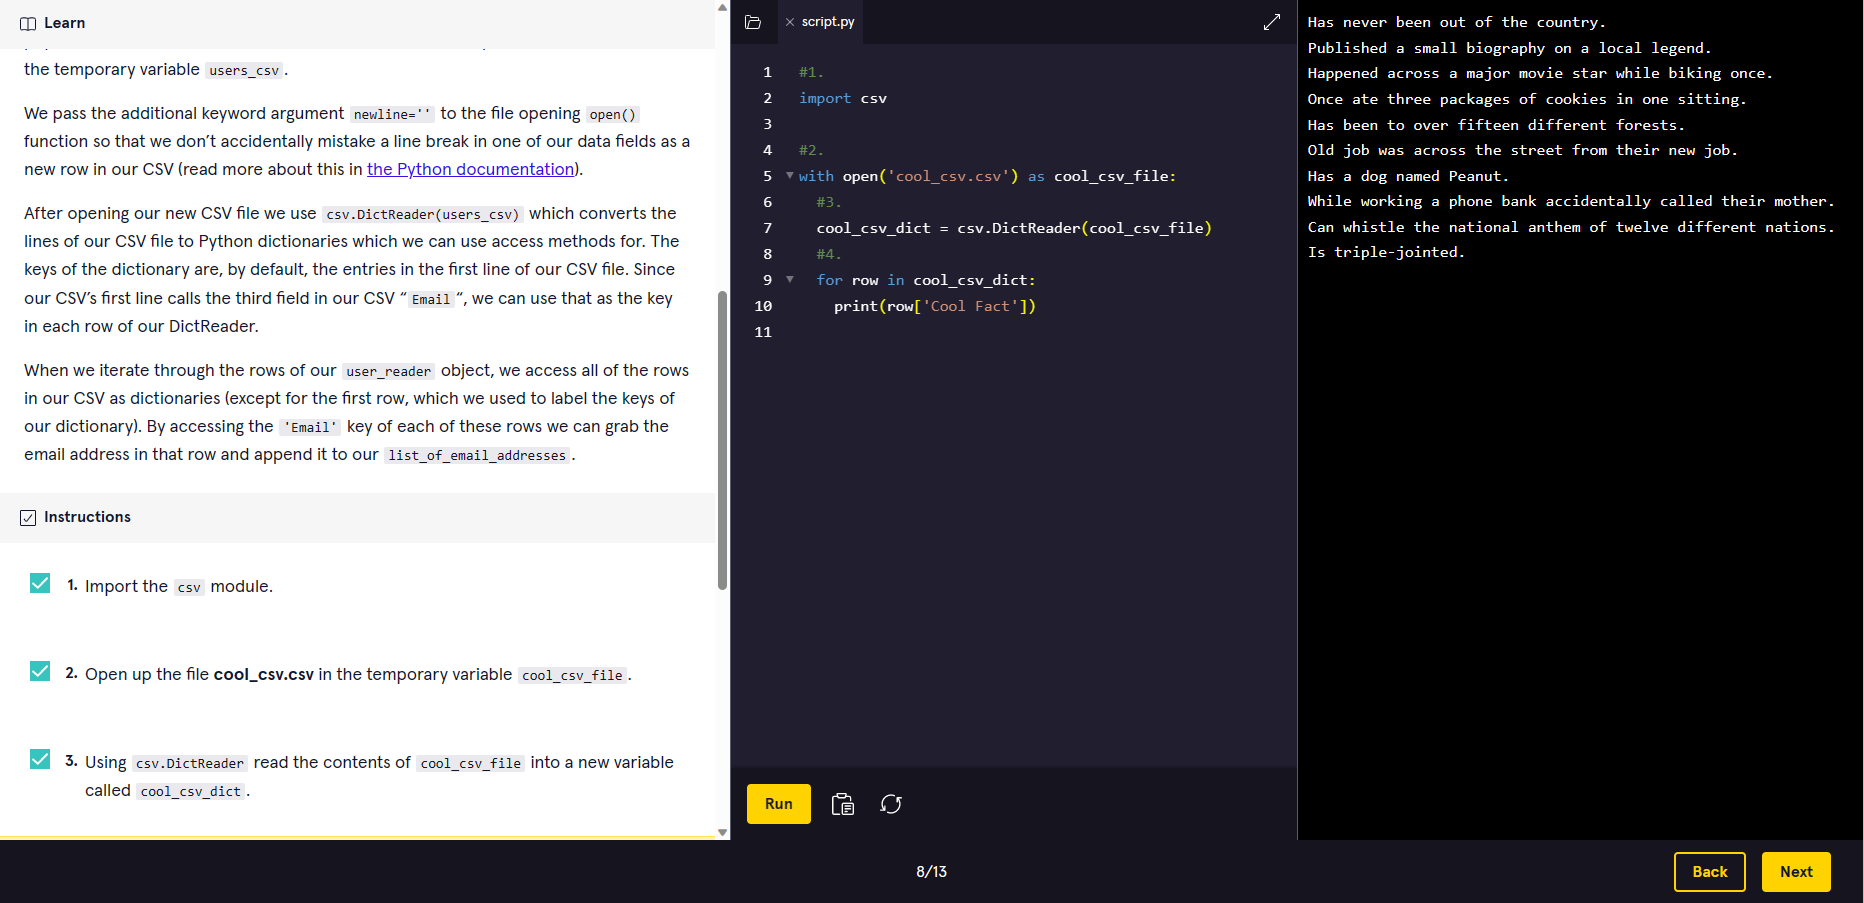 Learn
the temporary variable users_csv.
We pass the additional keyword argument newline='' to the file opening open()
function so that we don’t accidentally mistake a line break in one of our data fields as a
new row in our CSV (read more about this in the Python documentation).
After opening our new CSV file we use csv.DictReader(users_csv) which converts the
lines of our CSV file to Python dictionaries which we can use access methods for. The
keys of the dictionary are, by default, the entries in the first line of our CSV file. Since
our CSV’s first line calls the third field in our CSV “Email“, we can use that as the key
in each row of our DictReader.
When we iterate through the rows of our user_reader object, we access all of the rows
in our CSV as dictionaries (except for the first row, which we used to label the keys of
our dictionary). By accessing the 'Email' key of each of these rows we can grab the
email address in that row and append it to our list_of_email_addresses.
Instructions
1. Import the csv module.
2. Open up the file cool_csv.csv in the temporary variable cool_csv_file.
3. Using csv.DictReader read the contents of cool_csv_file into a new variable
called cool_csv_dict.
script.py
1 #1.
2 import csv
3
4 #2.
5 with open('cool_csv.csv') as cool_csv_file:
6 #3.
7 cool_csv_dict = csv.DictReader(cool_csv_file)
8 #4.
9 for row in cool_csv_dict:
10 print(row['Cool Fact'])
11
Run
Has never been out of the country.
Published a small biography on a local legend.
Happened across a major movie star while biking once.
Once ate three packages of cookies in one sitting.
Has been to over fifteen different forests.
Old job was across the street from their new job.
Has a dog named Peanut.
While working a phone bank accidentally called their mother.
Can whistle the national anthem of twelve different nations.
Is triple-jointed.
8/13
Back
Next